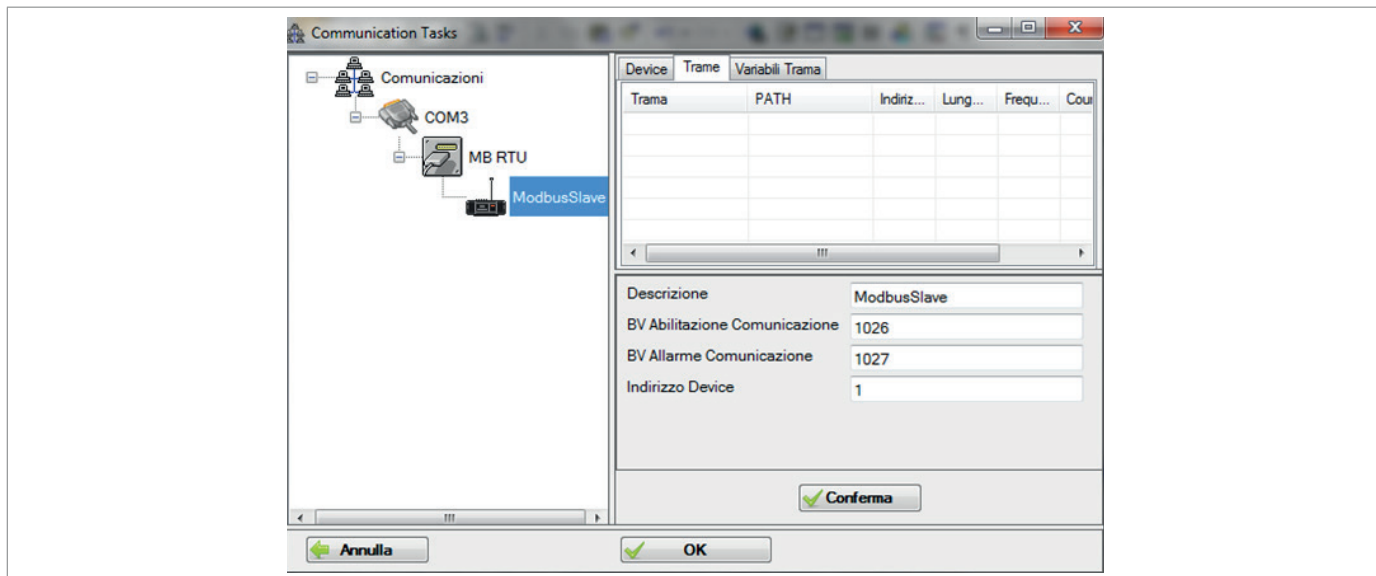 Communication Tasks
Comunicazioni
COM3
MB RTU
ModbusSlave
Device Trame Variabili Trama
Trama PATH Indiriz... Lung... Frequ... Cour
Descrizione ModbusSlave
BV Abilitazione Comunicazione 1026
BV Allarme Comunicazione 1027
Indirizzo Device 1
Conferma
Annulla OK